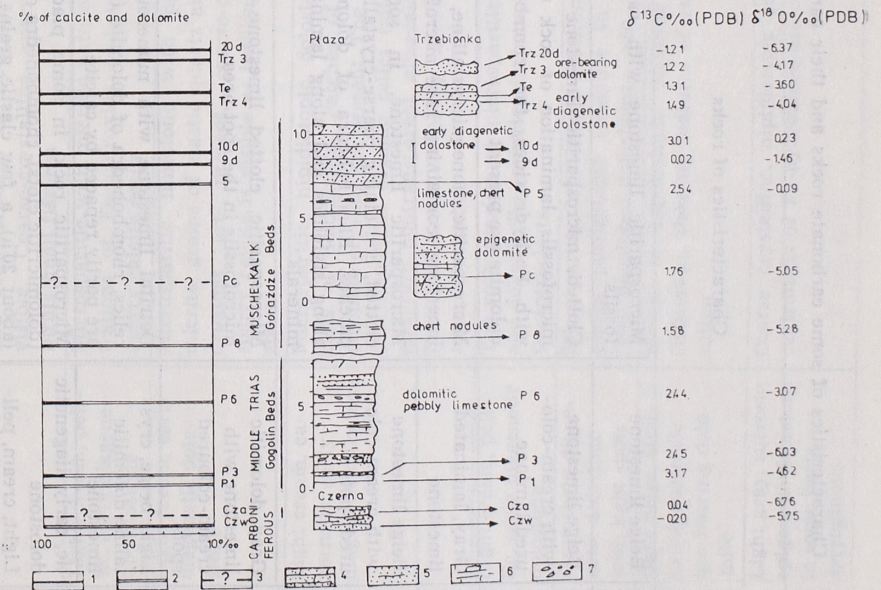 % of calcite and dolomite
Płaza
Trzebionka
δ 13 C‰(PDB) δ18 O‰(PDB)
20d
Trz 3
Te
Trz 4
10d
9d
5
Pc
P 8
P6
P3
P1
Cza
Czw
? ? ?
? ?
100 50 10‰
MUSCHELKALIK
Górażdże Beds
MIDDLE TRIAS
Gogolin Beds
CARBONI
FEROUS
10
5
0
5
0
Czerna
Trz 20d
ore-bearing
dolomite
Trz 3
Te
Trz 4
early
diagenelic
dolostone
early diagenetic
dolostone
10d
9d
limestone, chert
nodules
P 5
epigenetic
dolomite
Pc
chert nodules
P 8
dolomitic
pebbly limestone
P 6
P 3
P 1
Cza
Czw
-1.21 -6.37
1.22 -4.17
1.31 -3.60
1.49 -4.04
3.01 0.23
0.02 -1.46
2.54 -0.09
1.76 -5.05
1.58 -5.28
2.44 -3.07
2.45 -6.03
3.17 -4.62
0.04 -6.76
-0.20 -5.75
1 2 ? 3 4 5 6 7